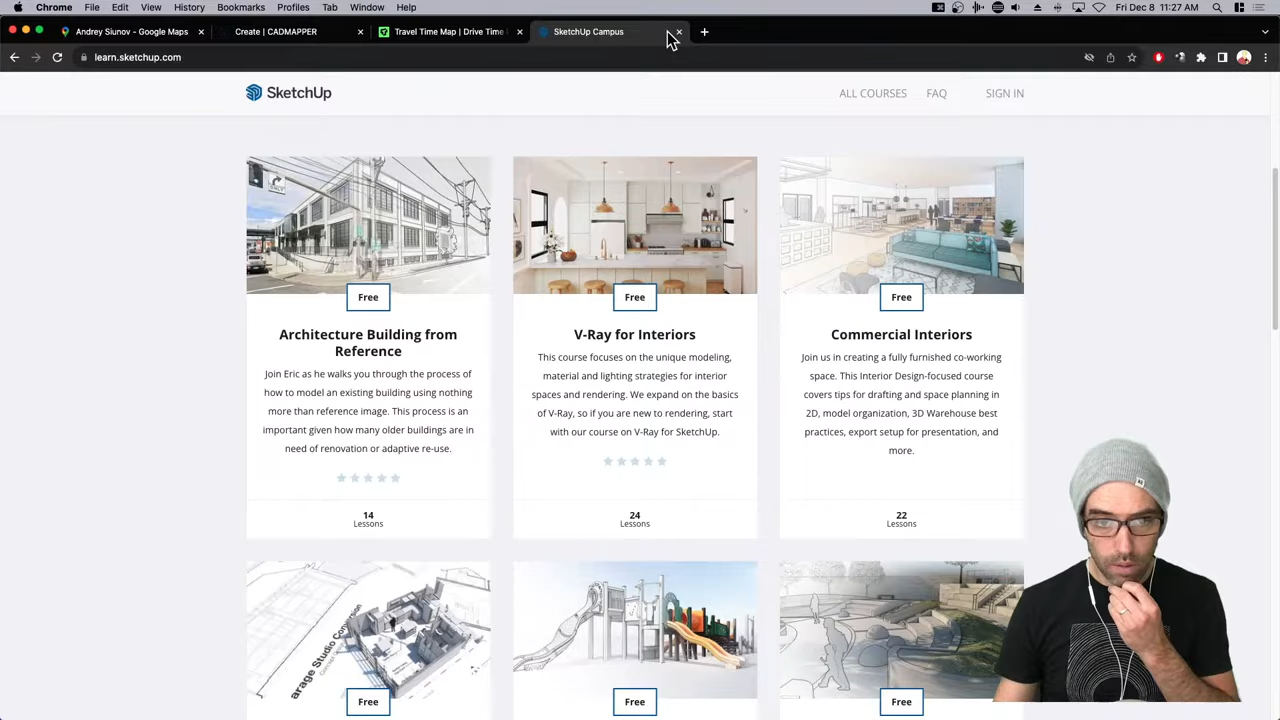 Chrome File Edit View History Bookmarks Profiles Tab Window Help Fri Dec 8 11:27 AM
Andrey Siunov - Google Maps Create | CADMAPPER Travel Time Map | Drive Time SketchUp Campus
learn.sketchup.com
SketchUp ALL COURSES FAQ SIGN IN
Free
Architecture Building from
Reference
Join Eric as he walks you through the process of
how to model an existing building using nothing
more than reference image. This process is an
important given how many older buildings are in
need of renovation or adaptive re-use.
14
Lessons
Free
V-Ray for Interiors
This course focuses on the unique modeling,
material and lighting strategies for interior
spaces and rendering. We expand on the basics
of V-Ray, so if you are new to rendering, start
with our course on V-Ray for SketchUp.
24
Lessons
Free
Commercial Interiors
Join us in creating a fully furnished co-working
space. This Interior Design-focused course
covers tips for drafting and space planning in
2D, model organization, 3D Warehouse best
practices, export setup for presentation, and
more.
22
Lessons
arage Studio
Free
Free
Free